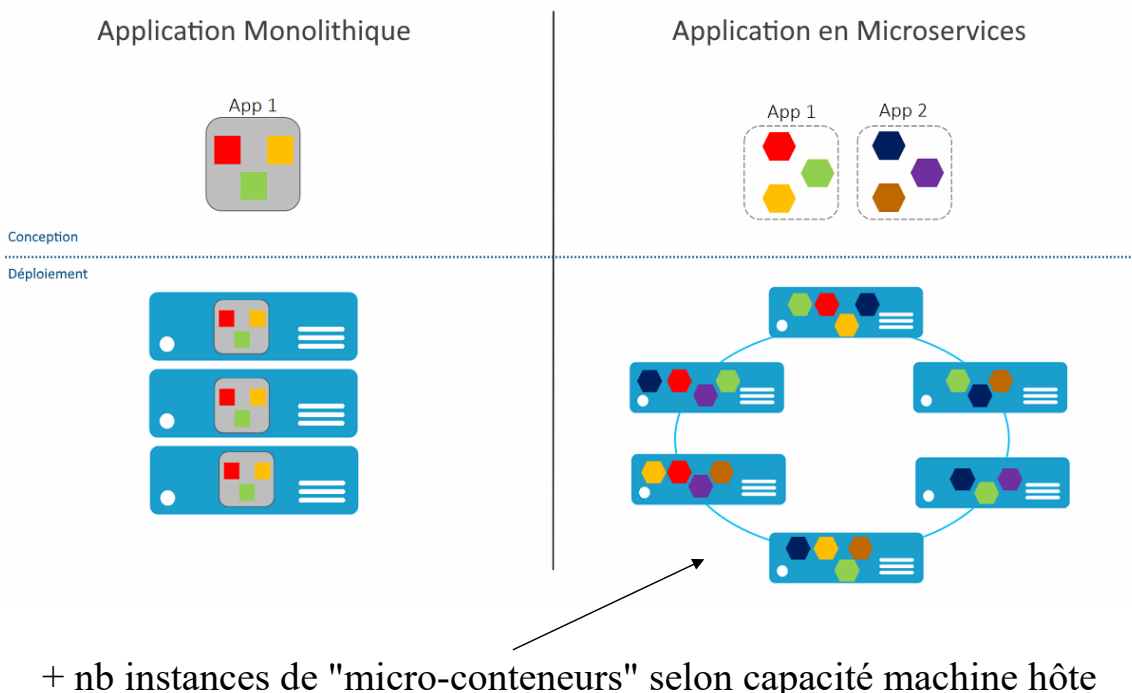 Application Monolithique
Application en Microservices
App 1
App 1
App 2
Conception
Déploiement
+ nb instances de "micro-conteneurs" selon capacité machine hôte